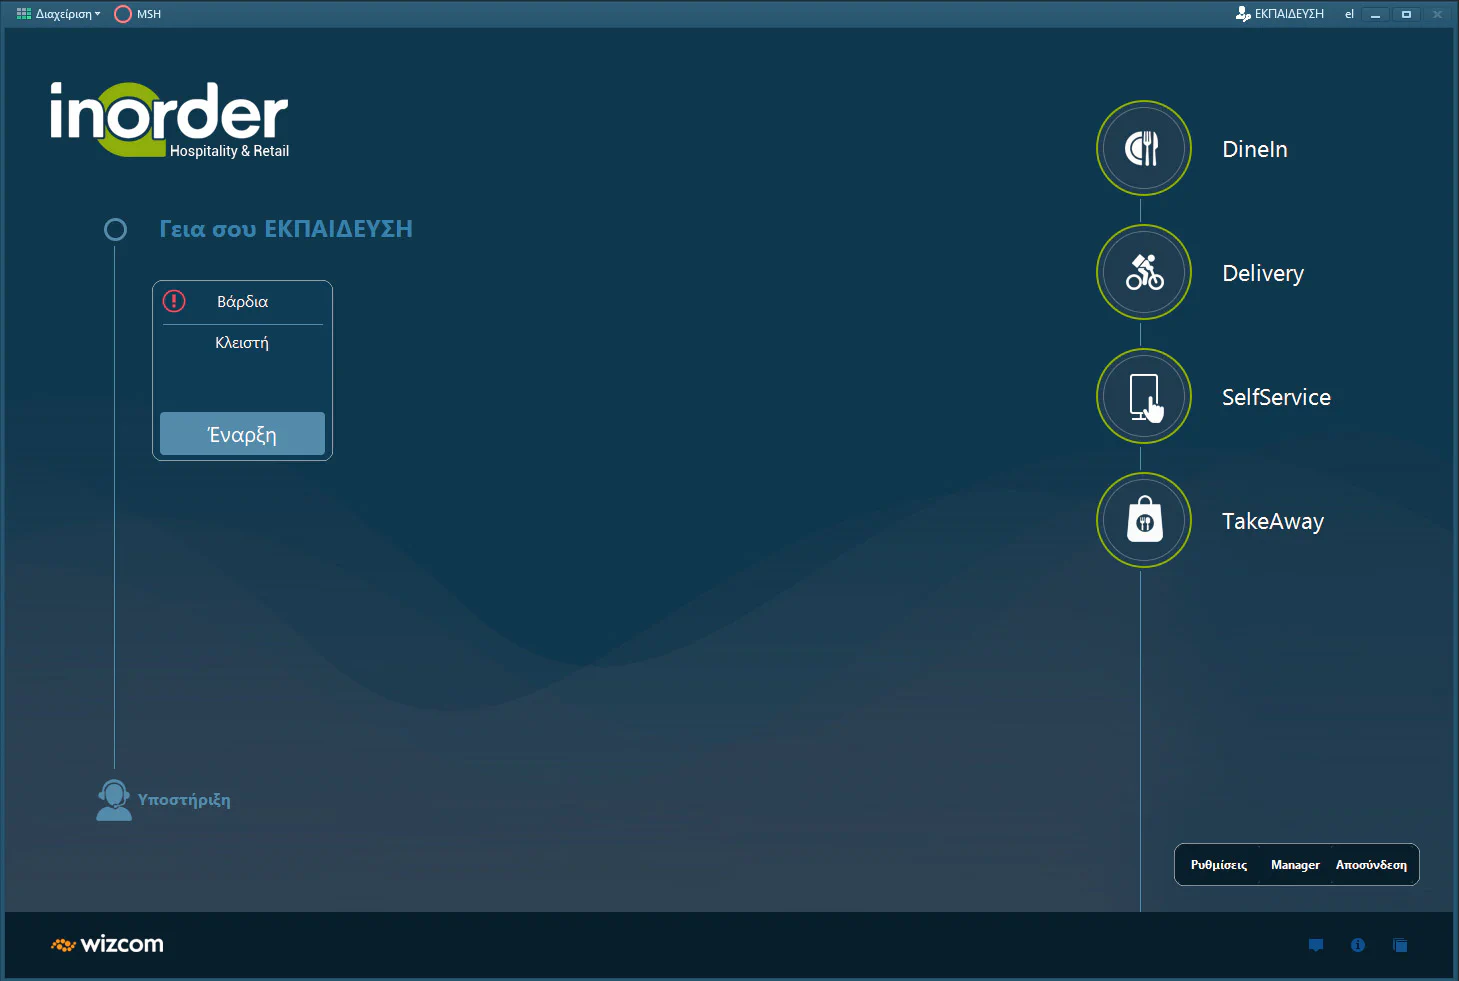 Διαχείριση
MSH
ΕΚΠΑΙΔΕΥΣΗ
el
inorder
Hospitality & Retail
Γεια σου ΕΚΠΑΙΔΕΥΣΗ
Βάρδια
Κλειστή
Έναρξη
Υποστήριξη
DineIn
Delivery
SelfService
TakeAway
Ρυθμίσεις
Manager
Αποσύνδεση
wizcom